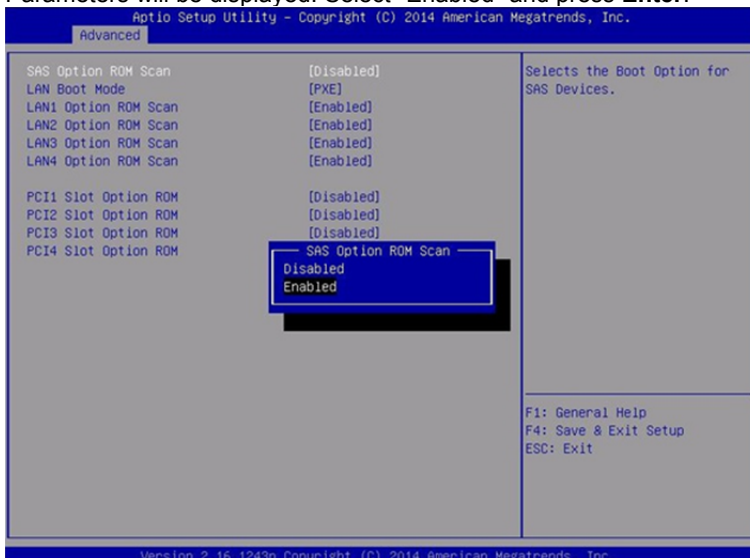 Parameters will be displayed. Select "Enabled" and press Enter.
Aptio Setup Utility – Copyright (C) 2014 American Megatrends, Inc.
Advanced
SAS Option ROM Scan [Disabled]
LAN Boot Mode [PXE]
LAN1 Option ROM Scan [Enabled]
LAN2 Option ROM Scan [Enabled]
LAN3 Option ROM Scan [Enabled]
LAN4 Option ROM Scan [Enabled]
PCI1 Slot Option ROM [Disabled]
PCI2 Slot Option ROM [Disabled]
PCI3 Slot Option ROM [Disabled]
PCI4 Slot Option ROM
SAS Option ROM Scan
Disabled
Enabled
Selects the Boot Option for
SAS Devices.
F1: General Help
F4: Save & Exit Setup
ESC: Exit
Version 2.16.1243n Copyright (C) 2014 American Megatrends, Inc.